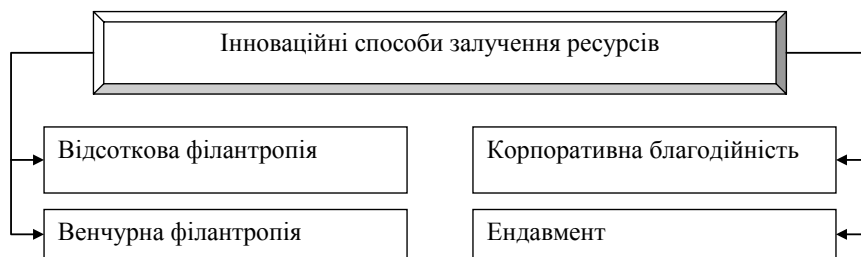 Інноваційні способи залучення ресурсів
Відсоткова філантропія
Корпоративна благодійність
Венчурна філантропія
Ендавмент